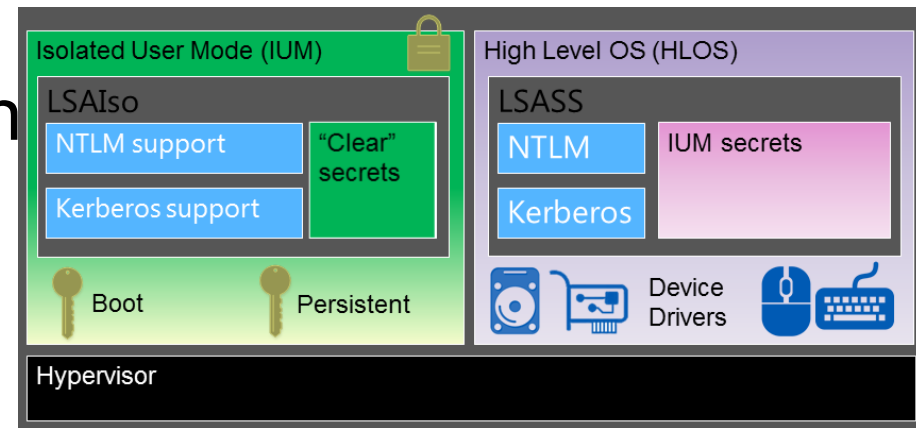 n
Isolated User Mode (IUM)
LSAIso
NTLM support
Kerberos support
“Clear”
secrets
Boot
Persistent
High Level OS (HLOS)
LSASS
NTLM
Kerberos
IUM secrets
Device
Drivers
Hypervisor